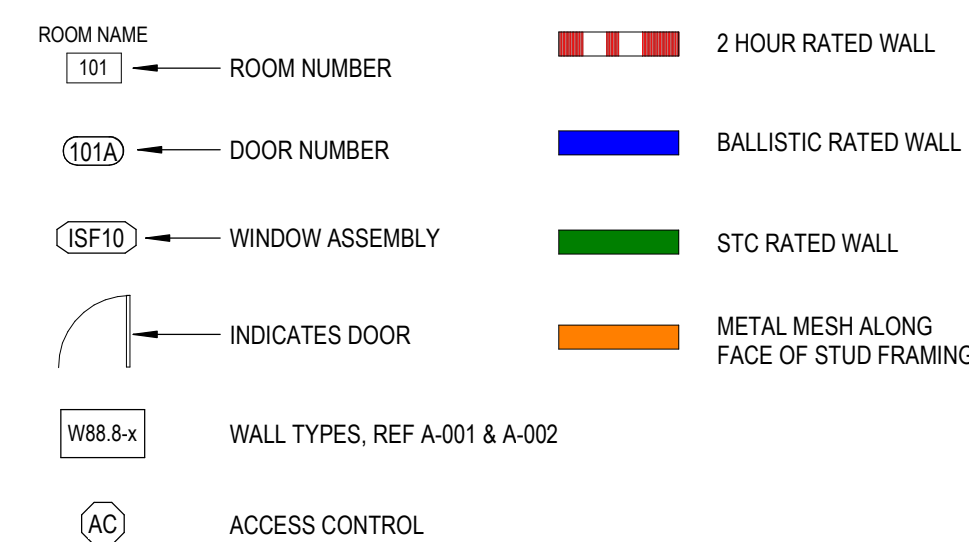 ROOM NAME
101
ROOM NUMBER
101A
DOOR NUMBER
ISF10
WINDOW ASSEMBLY
INDICATES DOOR
W88.8-x
WALL TYPES, REF A-001 & A-002
AC
ACCESS CONTROL
2 HOUR RATED WALL
BALLISTIC RATED WALL
STC RATED WALL
METAL MESH ALONG
FACE OF STUD FRAMING